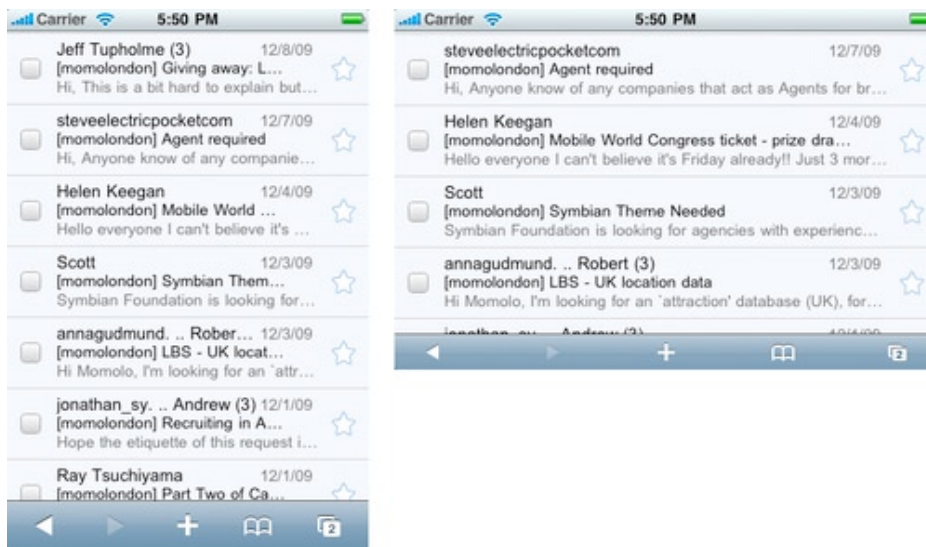 Carrier 5:50 PM
Jeff Tupholme (3) 12/8/09
[momolondon] Giving away: L...
Hi, This is a bit hard to explain but...
steveelectricpocketcom 12/7/09
[momolondon] Agent required
Hi, Anyone know of any companie...
Helen Keegan 12/4/09
[momolondon] Mobile World ...
Hello everyone I can't believe it's ...
Scott 12/3/09
[momolondon] Symbian Them...
Symbian Foundation is looking for...
annagudmund. .. Rober... 12/3/09
[momolondon] LBS - UK locat...
Hi Momolo, I'm looking for an `attr...
jonathan_sy. .. Andrew (3) 12/1/09
[momolondon] Recruiting in A...
Hope the etiquette of this request i...
Ray Tsuchiyama 12/1/09
[momolondon] Part Two of Ca...
2
Carrier 5:50 PM
steveelectricpocketcom 12/7/09
[momolondon] Agent required
Hi, Anyone know of any companies that act as Agents for br...
Helen Keegan 12/4/09
[momolondon] Mobile World Congress ticket - prize dra...
Hello everyone I can't believe it's Friday already!! Just 3 mor...
Scott 12/3/09
[momolondon] Symbian Theme Needed
Symbian Foundation is looking for agencies with experienc...
annagudmund. .. Robert (3) 12/3/09
[momolondon] LBS - UK location data
Hi Momolo, I'm looking for an `attraction' database (UK), for...
jonathan_sy. .. Andrew (3) 12/1/09
2